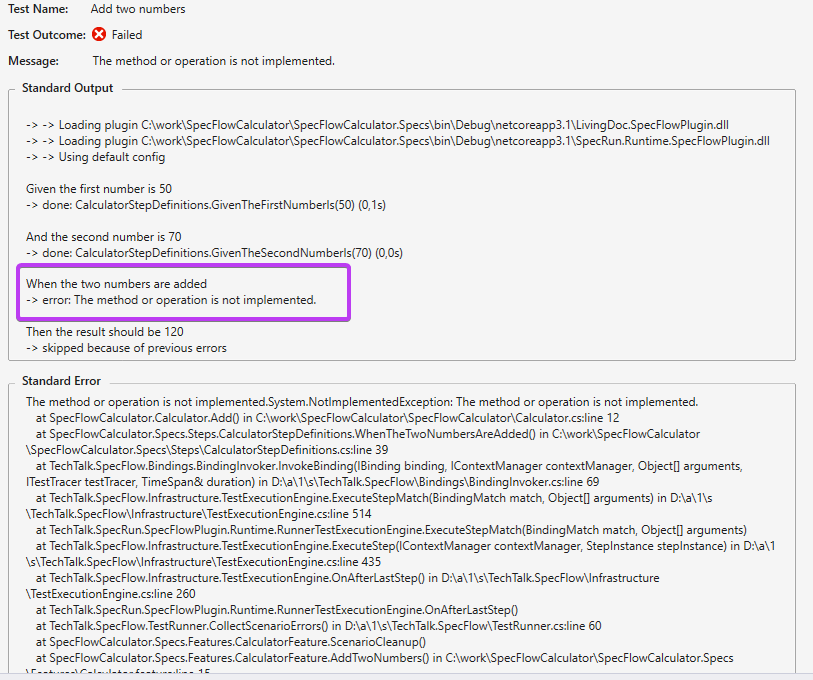 Test Name: Add two numbers
Test Outcome: Failed
Message: The method or operation is not implemented.
Standard Output
-> -> Loading plugin C:\work\SpecFlowCalculator\SpecFlowCalculator.Specs\bin\Debug\netcoreapp3.1\LivingDoc.SpecFlowPlugin.dll
-> -> Loading plugin C:\work\SpecFlowCalculator\SpecFlowCalculator.Specs\bin\Debug\netcoreapp3.1\SpecRun.Runtime.SpecFlowPlugin.dll
-> -> Using default config
Given the first number is 50
-> done: CalculatorStepDefinitions.GivenTheFirstNumberIs(50) (0,1s)
And the second number is 70
-> done: CalculatorStepDefinitions.GivenTheSecondNumberIs(70) (0,0s)
When the two numbers are added
-> error: The method or operation is not implemented.
Then the result should be 120
-> skipped because of previous errors
Standard Error
The method or operation is not implemented.System.NotImplementedException: The method or operation is not implemented.
at SpecFlowCalculator.Calculator.Add() in C:\work\SpecFlowCalculator\SpecFlowCalculator\Calculator.cs:line 12
at SpecFlowCalculator.Specs.Steps.CalculatorStepDefinitions.WhenTheTwoNumbersAreAdded() in C:\work\SpecFlowCalculator
\SpecFlowCalculator.Specs\Steps\CalculatorStepDefinitions.cs:line 39
at TechTalk.SpecFlow.Bindings.BindingInvoker.InvokeBinding(IBinding binding, IContextManager contextManager, Object[] arguments,
ITestTracer testTracer, TimeSpan& duration) in D:\a\1\s\TechTalk.SpecFlow\Bindings\BindingInvoker.cs:line 69
at TechTalk.SpecFlow.Infrastructure.TestExecutionEngine.ExecuteStepMatch(BindingMatch match, Object[] arguments) in D:\a\1\s
\TechTalk.SpecFlow\Infrastructure\TestExecutionEngine.cs:line 514
at TechTalk.SpecRun.SpecFlowPlugin.Runtime.RunnerTestExecutionEngine.ExecuteStepMatch(BindingMatch match, Object[] arguments)
at TechTalk.SpecFlow.Infrastructure.TestExecutionEngine.ExecuteStep(IContextManager contextManager, StepInstance stepInstance) in D:\a\1
\s\TechTalk.SpecFlow\Infrastructure\TestExecutionEngine.cs:line 435
at TechTalk.SpecFlow.Infrastructure.TestExecutionEngine.OnAfterLastStep() in D:\a\1\s\TechTalk.SpecFlow\Infrastructure
\TestExecutionEngine.cs:line 260
at TechTalk.SpecRun.SpecFlowPlugin.Runtime.RunnerTestExecutionEngine.OnAfterLastStep()
at TechTalk.SpecFlow.TestRunner.CollectScenarioErrors() in D:\a\1\s\TechTalk.SpecFlow\TestRunner.cs:line 60
at SpecFlowCalculator.Specs.Features.CalculatorFeature.ScenarioCleanup()
at SpecFlowCalculator.Specs.Features.CalculatorFeature.AddTwoNumbers() in C:\work\SpecFlowCalculator\SpecFlowCalculator.Specs
\Features\Calculator.feature:line 15